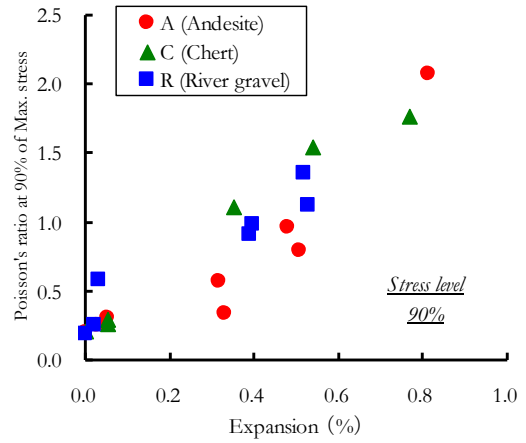 A (Andesite)
C (Chert)
R (River gravel)
Poisson's ratio at 90% of Max. stress
2.5
2.0
1.5
1.0
0.5
0.0
Stress level
90%
0.0 0.2 0.4 0.6 0.8 1.0
Expansion (%)